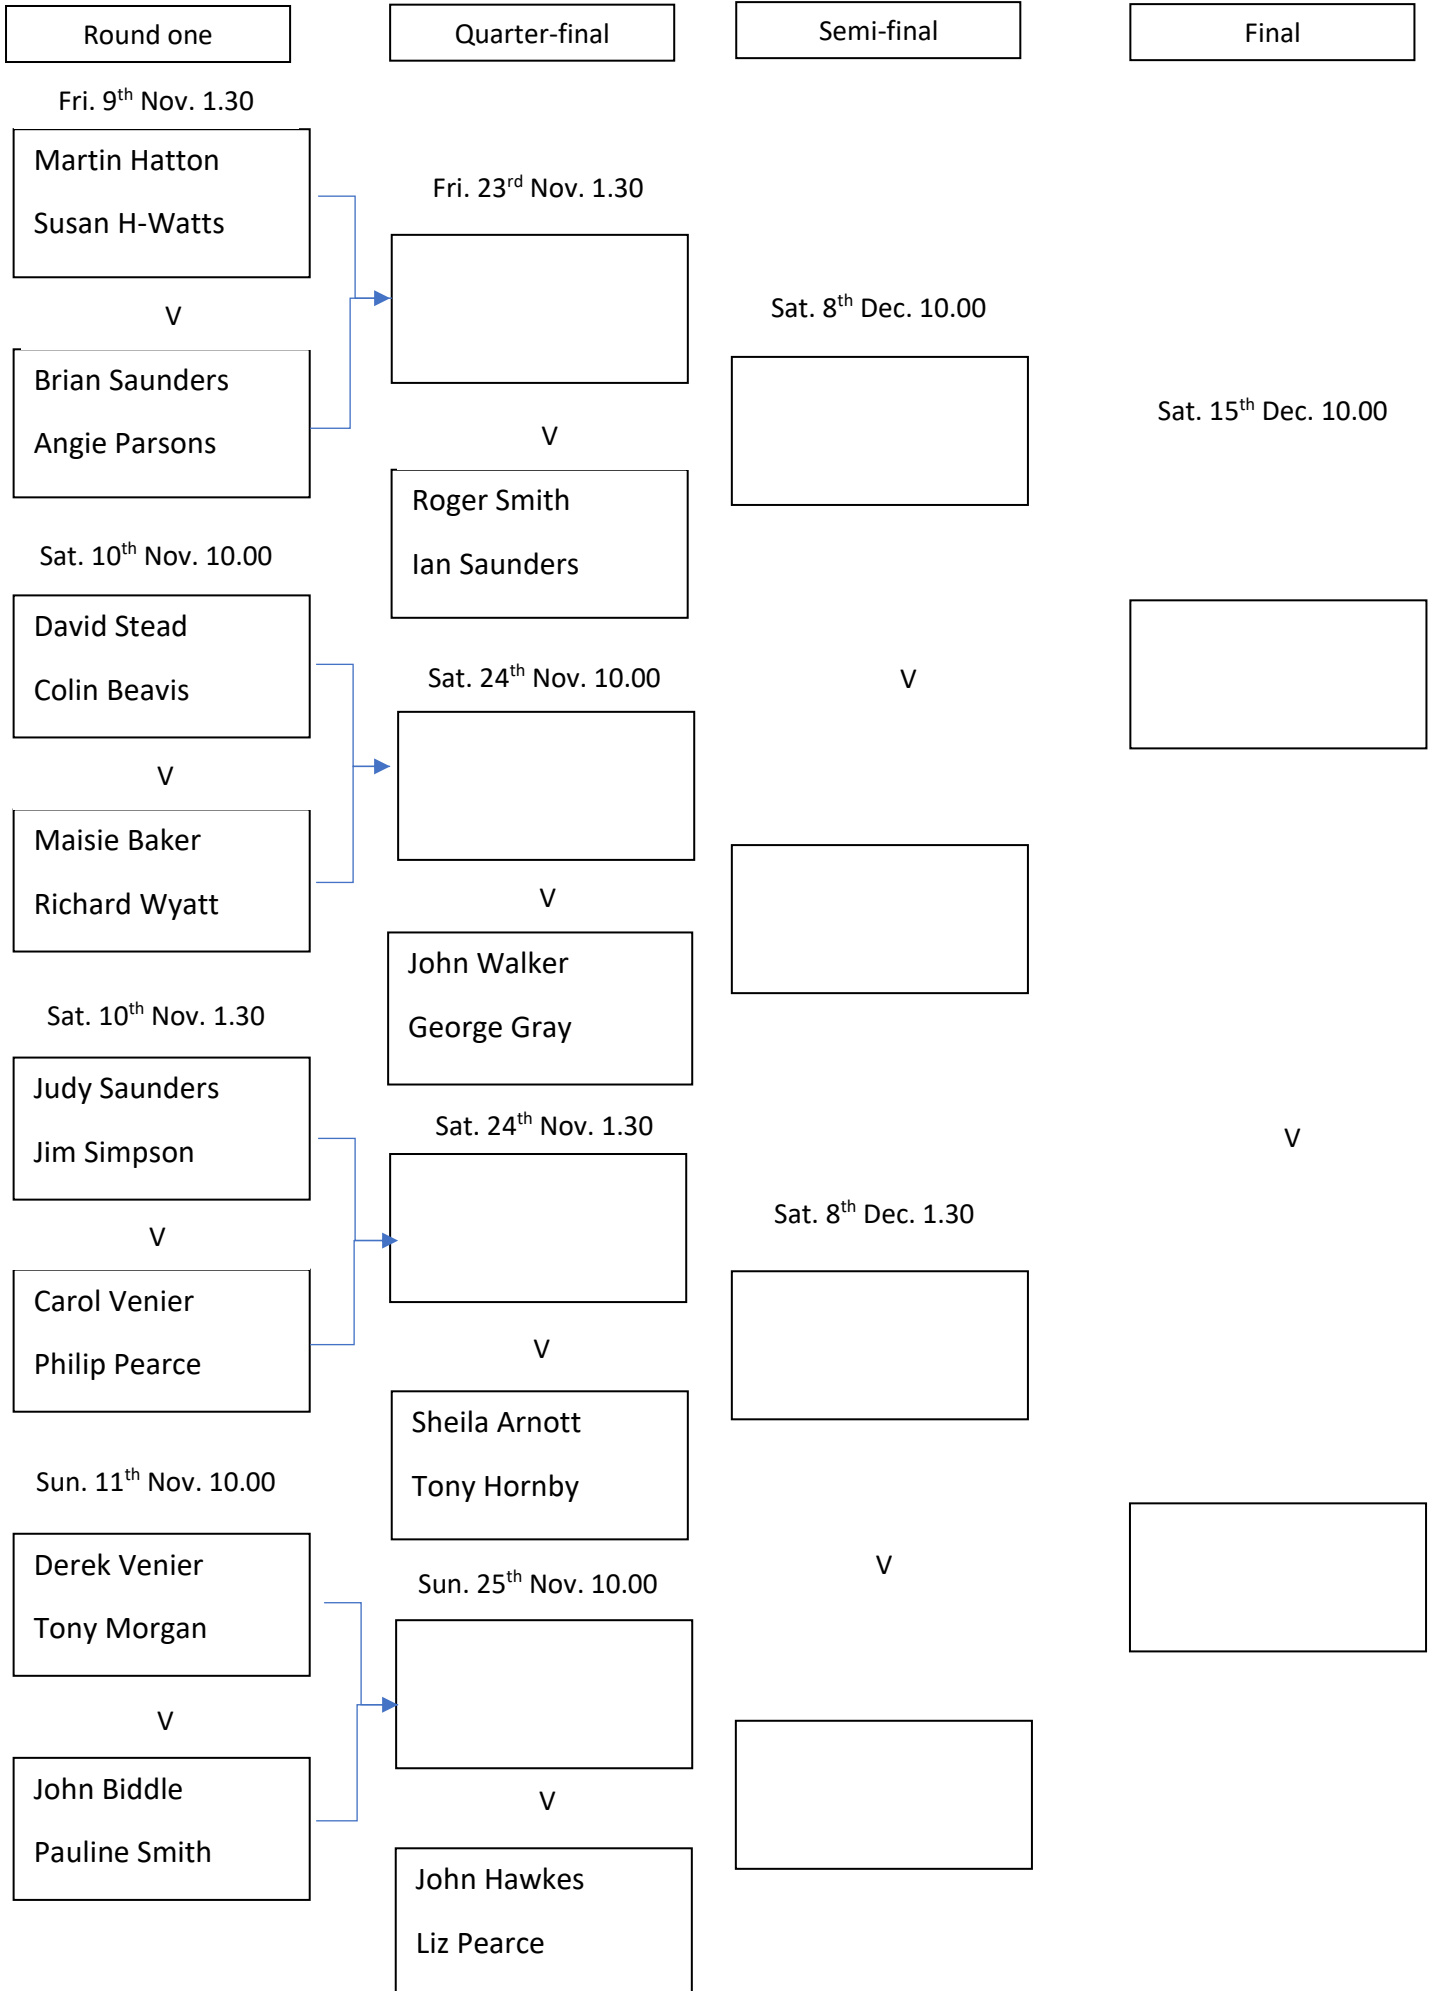 Round one
Quarter-final
Semi-final
Final
Fri. 9th Nov. 1.30
Martin Hatton
Susan H-Watts
V
Brian Saunders
Angie Parsons
Sat. 10th Nov. 10.00
David Stead
Colin Beavis
V
Maisie Baker
Richard Wyatt
Sat. 10th Nov. 1.30
Judy Saunders
Jim Simpson
V
Carol Venier
Philip Pearce
Sun. 11th Nov. 10.00
Derek Venier
Tony Morgan
V
John Biddle
Pauline Smith
Fri. 23rd Nov. 1.30
V
Roger Smith
Ian Saunders
Sat. 24th Nov. 10.00
V
John Walker
George Gray
Sat. 24th Nov. 1.30
V
Sheila Arnott
Tony Hornby
Sun. 25th Nov. 10.00
V
John Hawkes
Liz Pearce
Sat. 8th Dec. 10.00
V
Sat. 8th Dec. 1.30
V
Sat. 15th Dec. 10.00
V